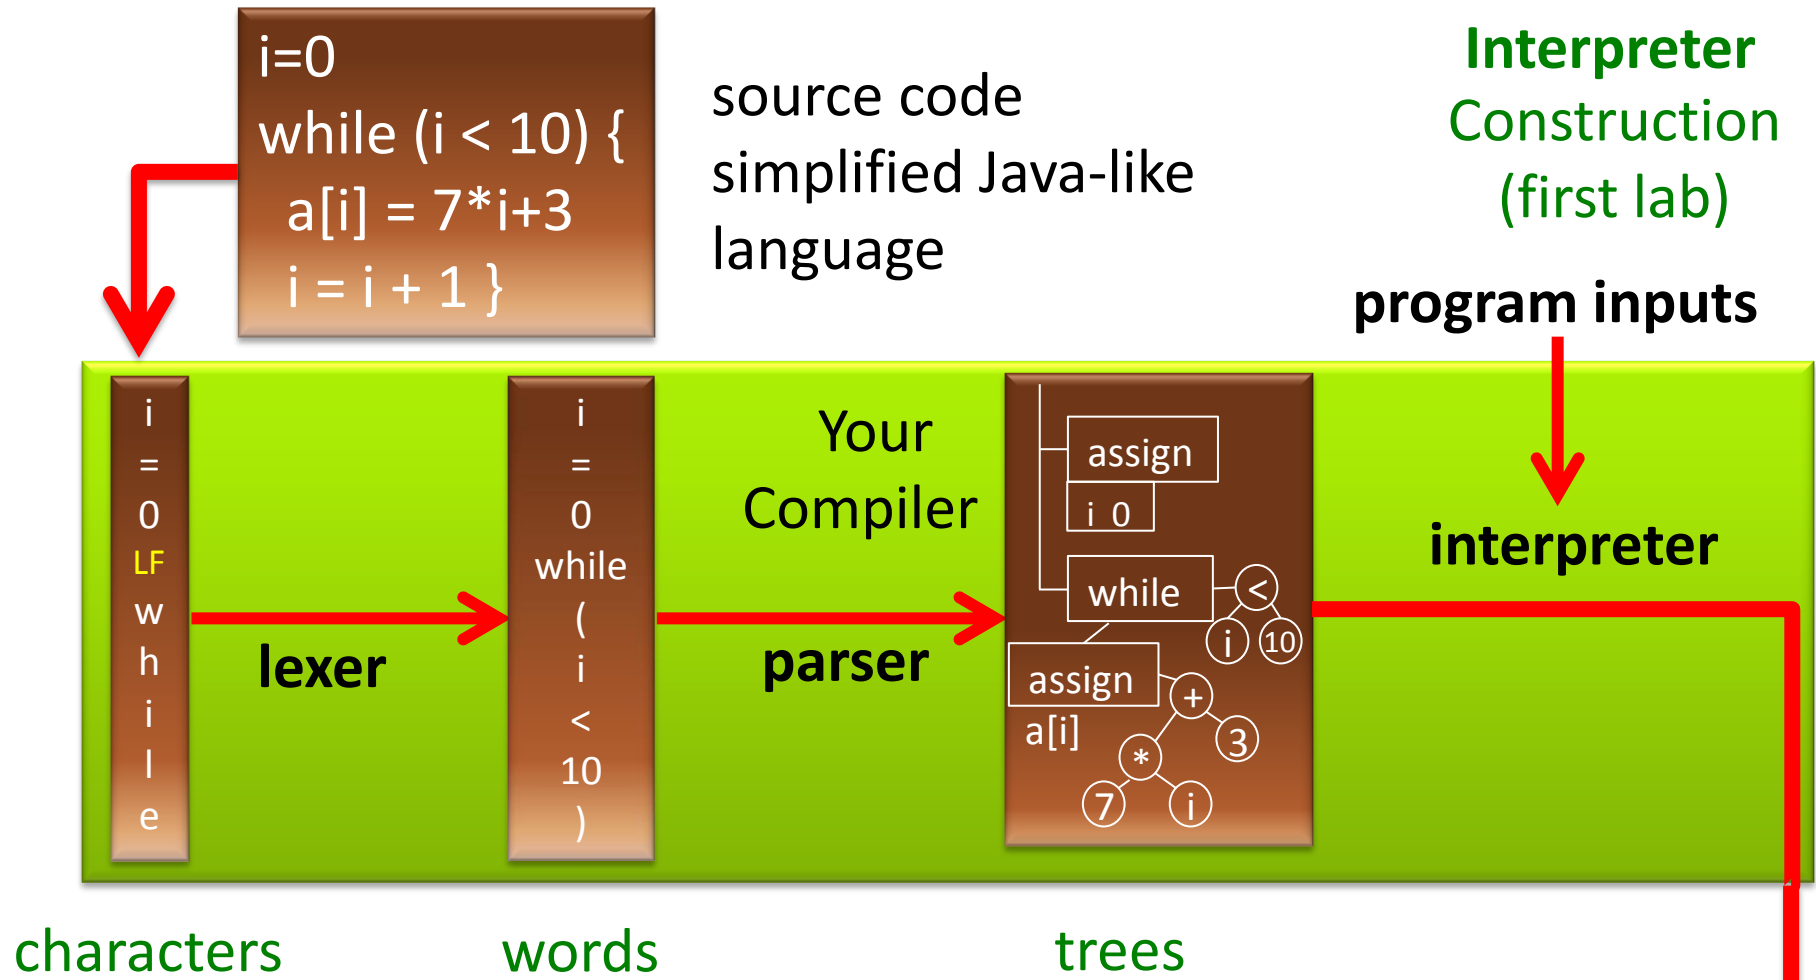 i=0
while (i < 10) {
a[i] = 7*i+3
i = i + 1 }
source code
simplified Java-like
language
Interpreter
Construction
(first lab)
program inputs
i
=
0
LF
w
h
i
l
e
lexer
i
=
0
while
(
i
<
10
)
Your
Compiler
parser
assign
i 0
while
<
i
10
assign
a[i]
+
3
*
7
i
interpreter
characters
words
trees